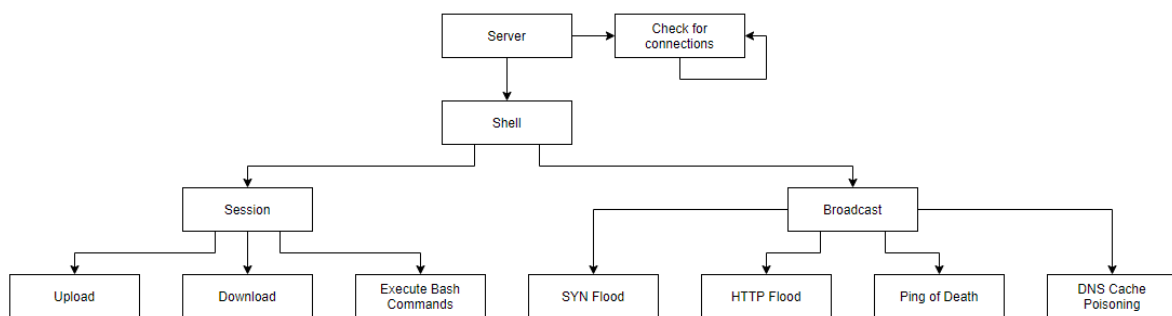 Server
Check for
connections
Shell
Session
Broadcast
Upload
Download
Execute Bash
Commands
SYN Flood
HTTP Flood
Ping of Death
DNS Cache
Poisoning